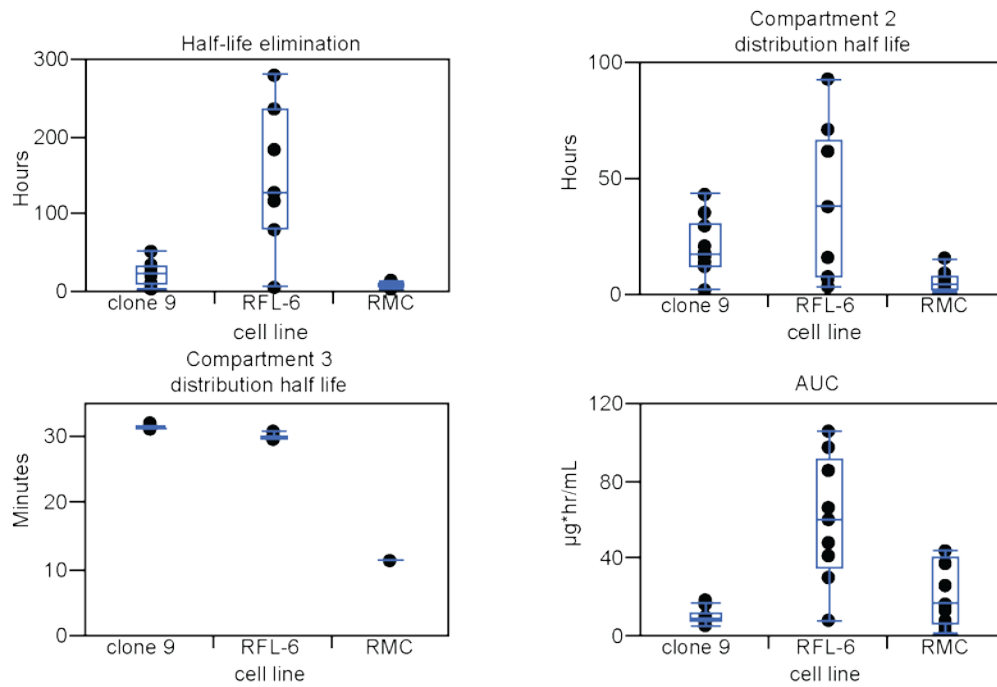 Half-life elimination
300
200
100
0
Hours
clone 9
RFL-6
RMC
cell line
Compartment 2
distribution half life
100
50
0
Hours
clone 9
RFL-6
RMC
cell line
Compartment 3
distribution half life
30
20
10
0
Minutes
clone 9
RFL-6
RMC
cell line
AUC
120
80
40
0
µg*hr/mL
clone 9
RFL-6
RMC
cell line